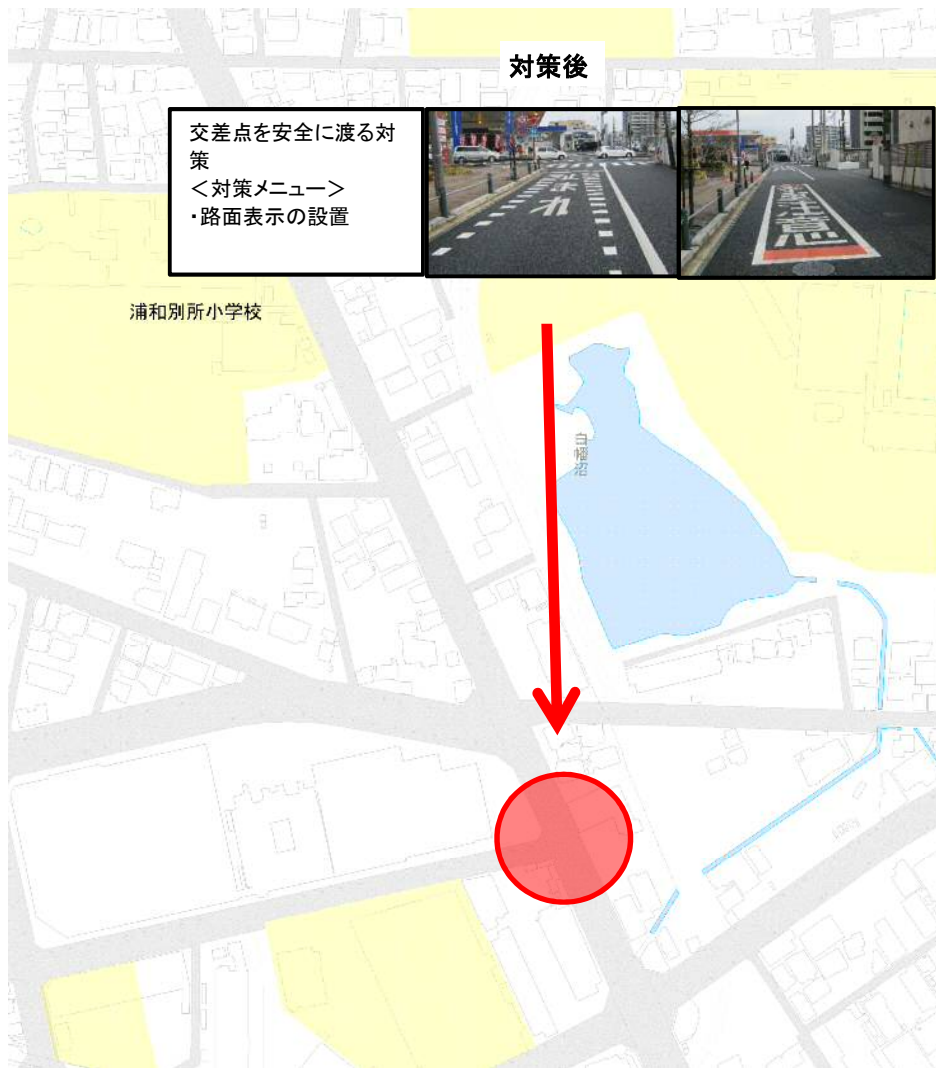 対策後
交差点を安全に渡る対
策
<対策メニュー>
・路面表示の設置
浦和別所小学校
白幡沼